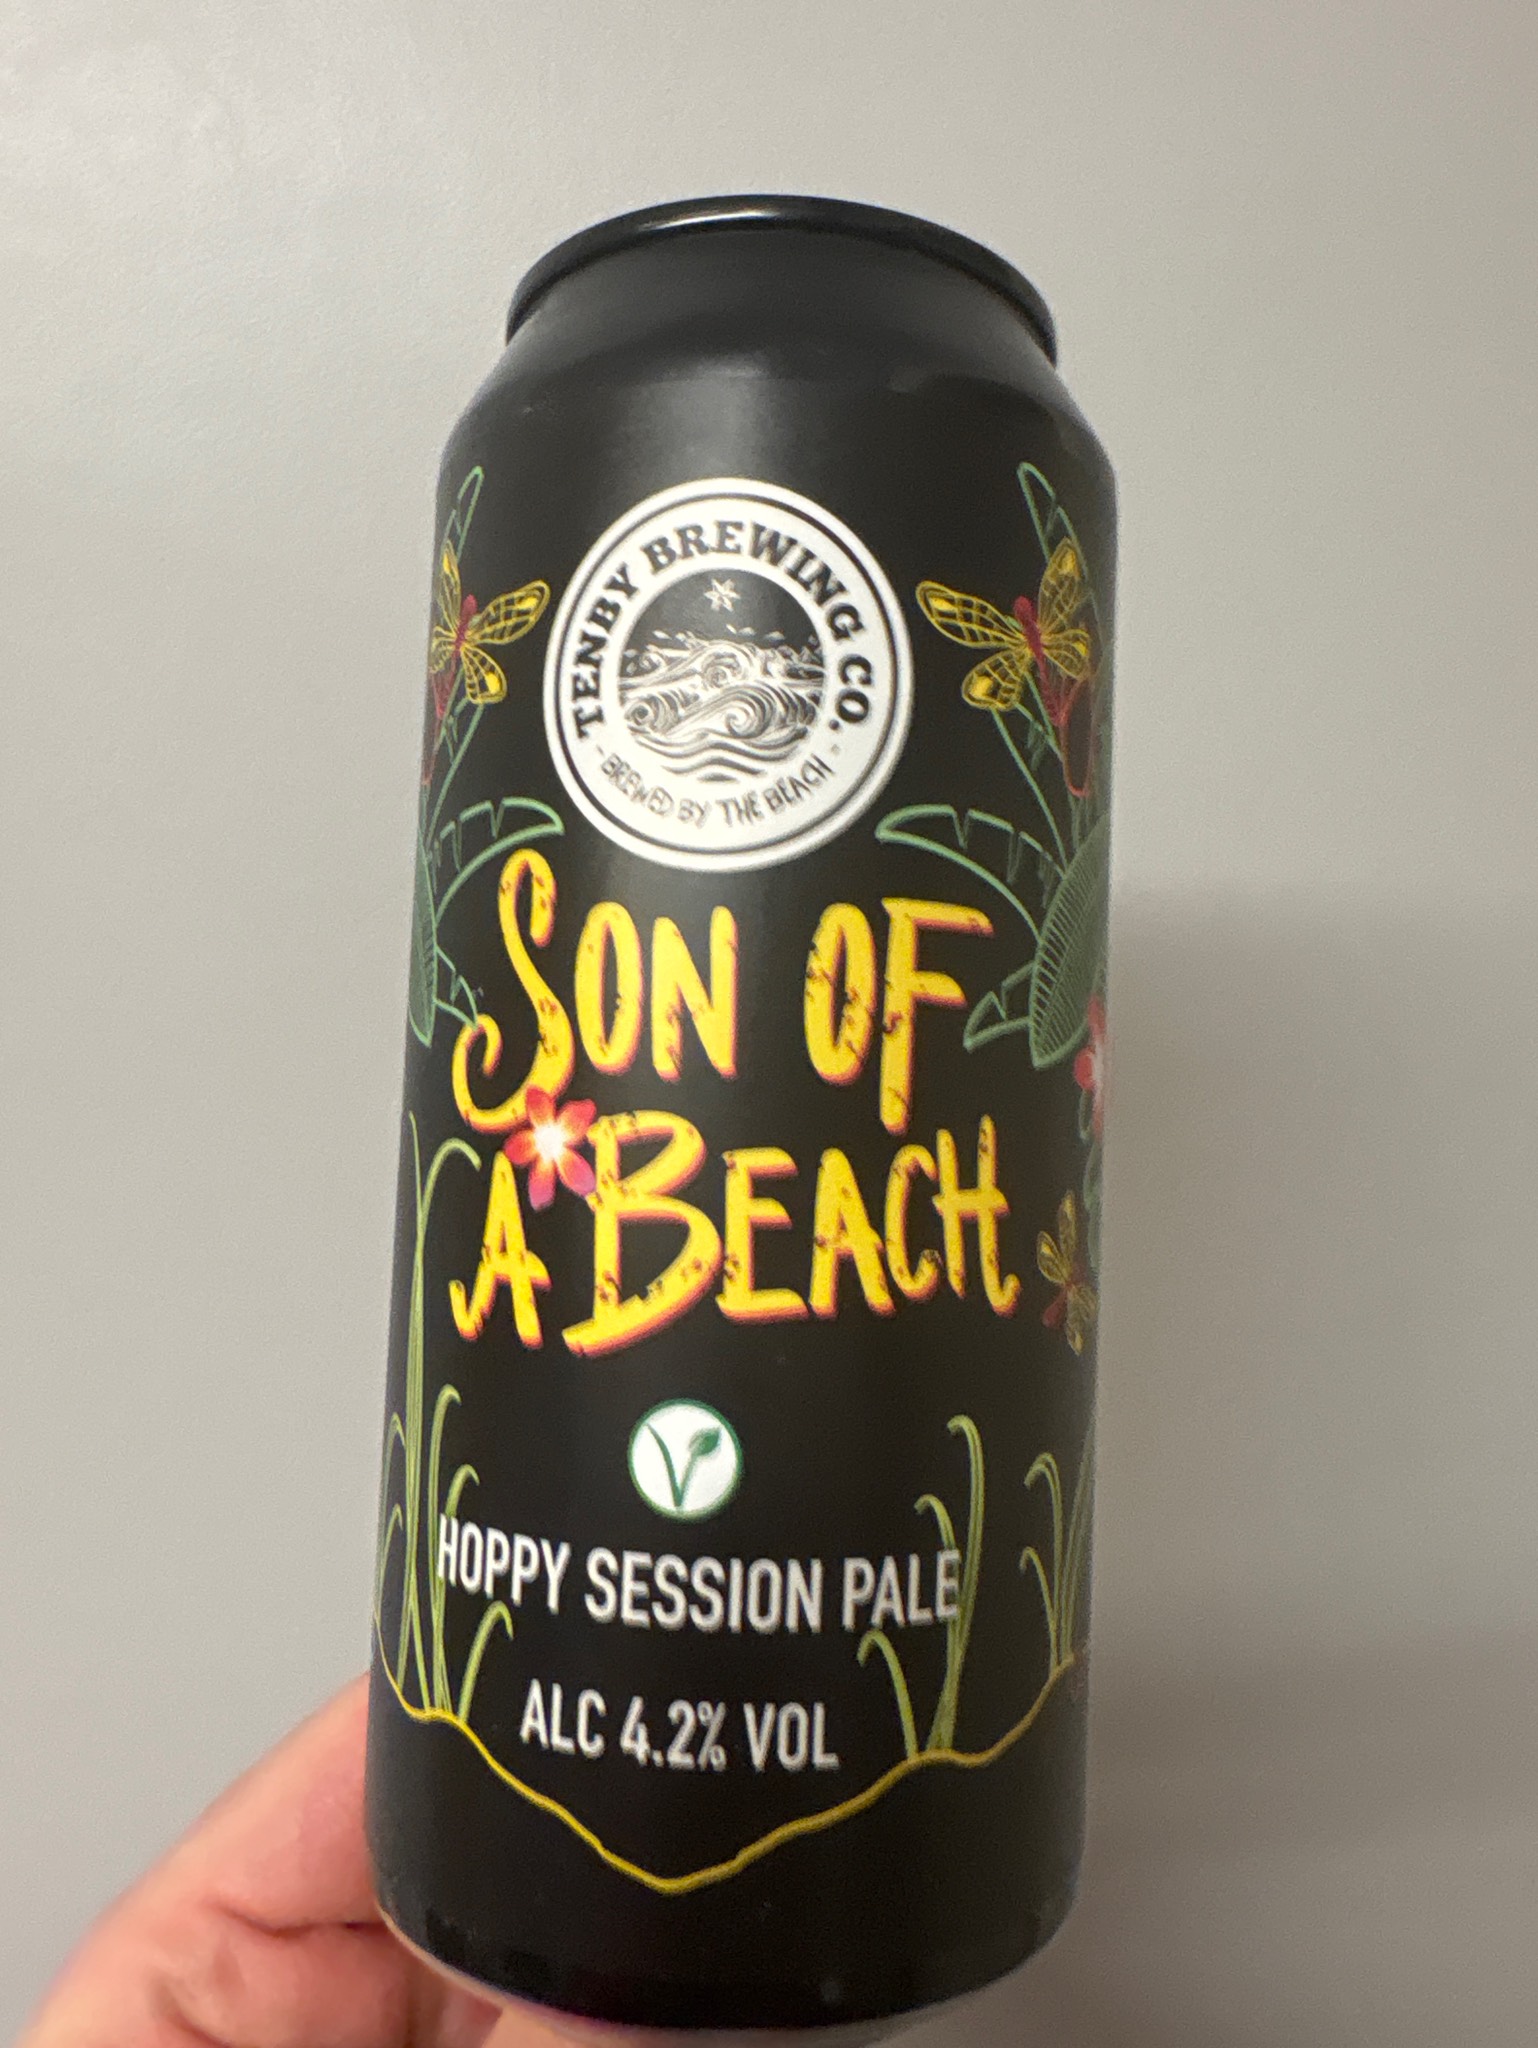 TENBY BREWING CO.
- BREWED BY THE BEACH -
SON OF
A BEACH
V
HOPPY SESSION PALE
ALC 4.2% VOL